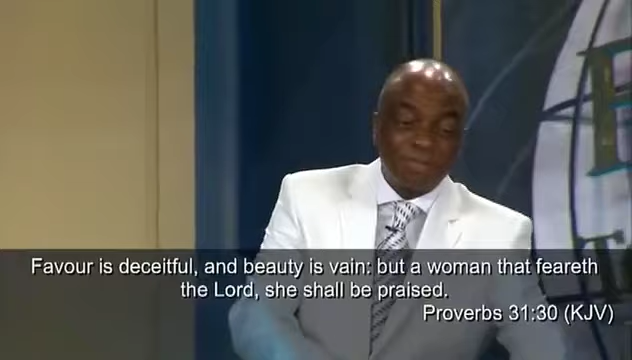 Favour is deceitful, and beauty is vain: but a woman that feareth
the Lord, she shall be praised.
Proverbs 31:30 (KJV)